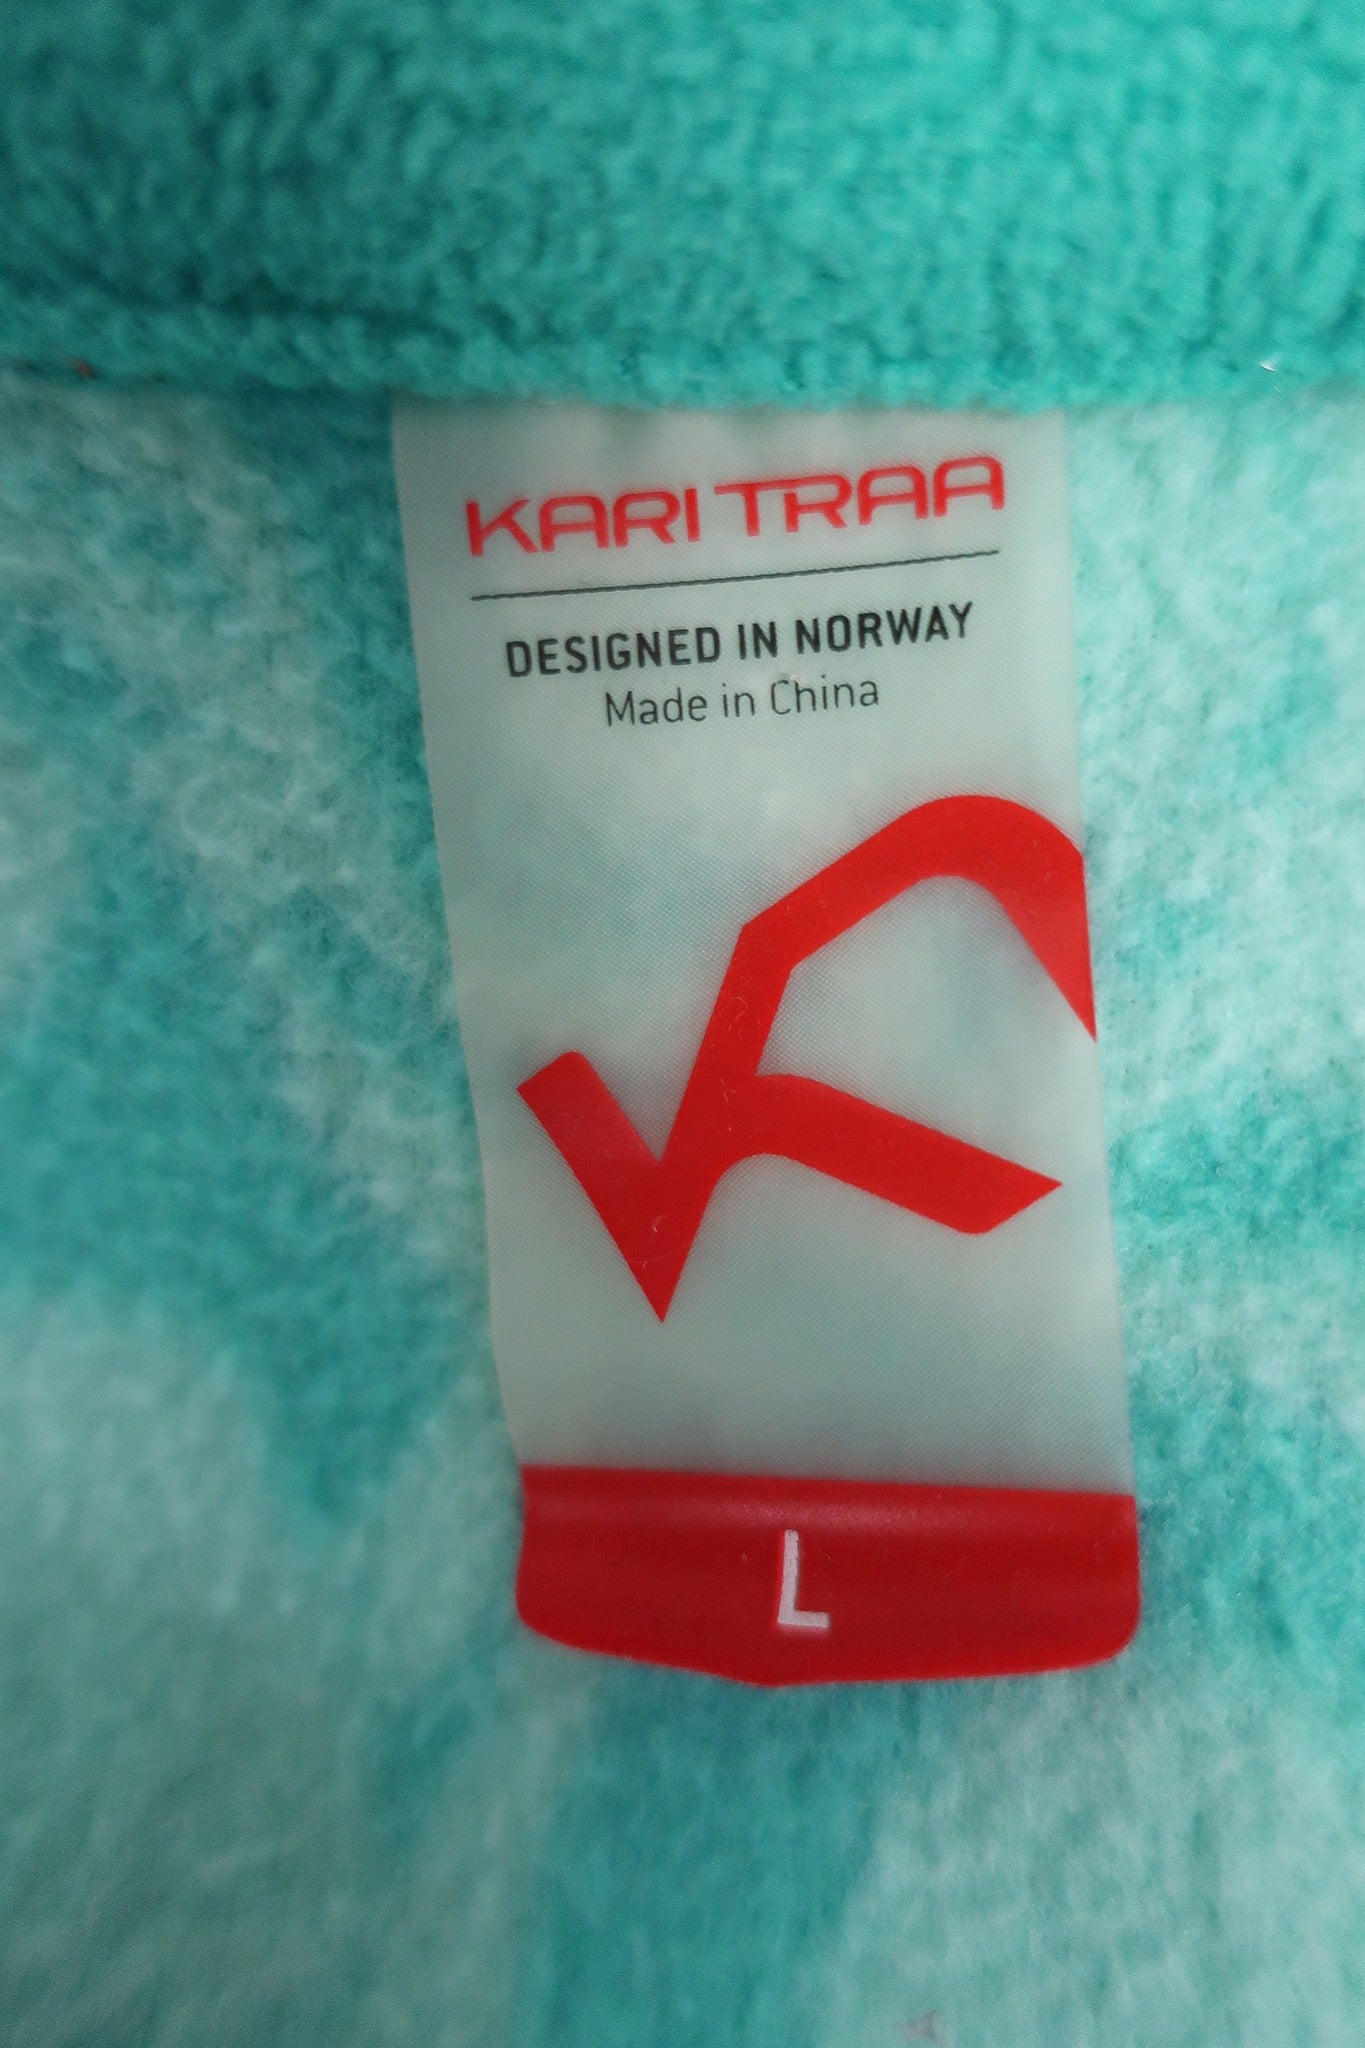 KARI TRAA
DESIGNED IN NORWAY
Made in China
L